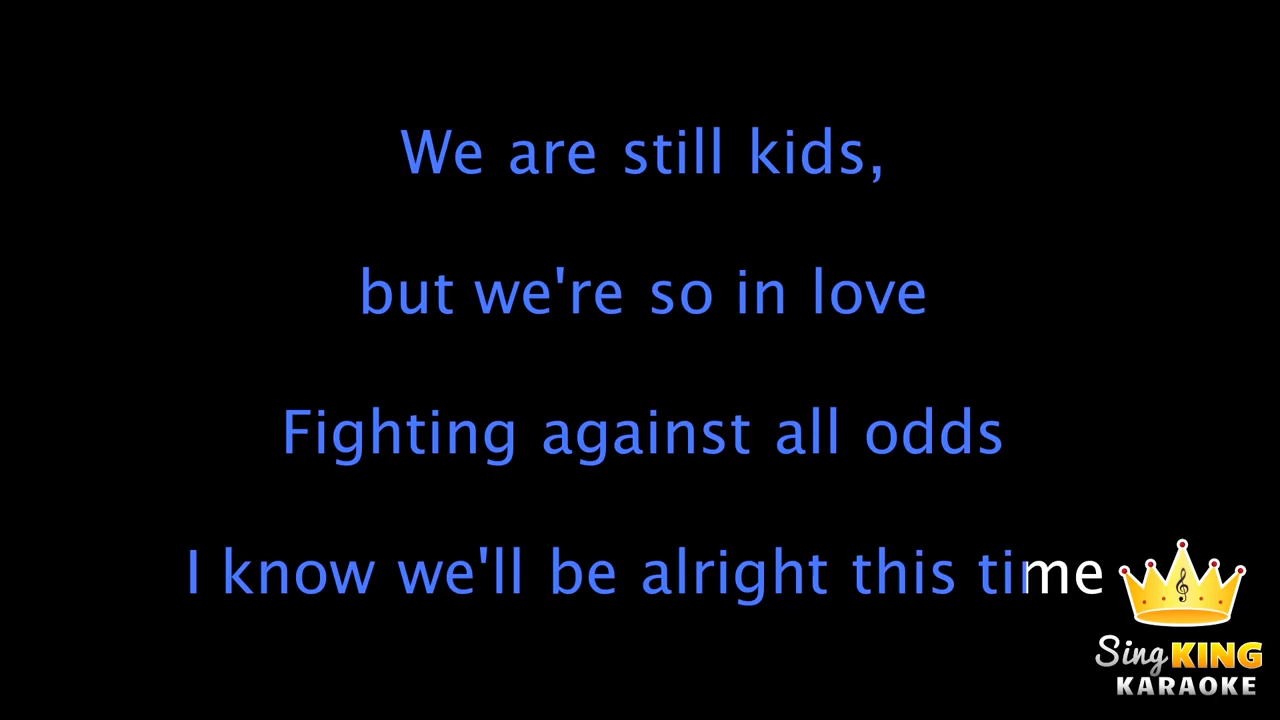 We are still kids,
but we're so in love
Fighting against all odds
I know we'll be alright this time
Sing KING
KARAOKE